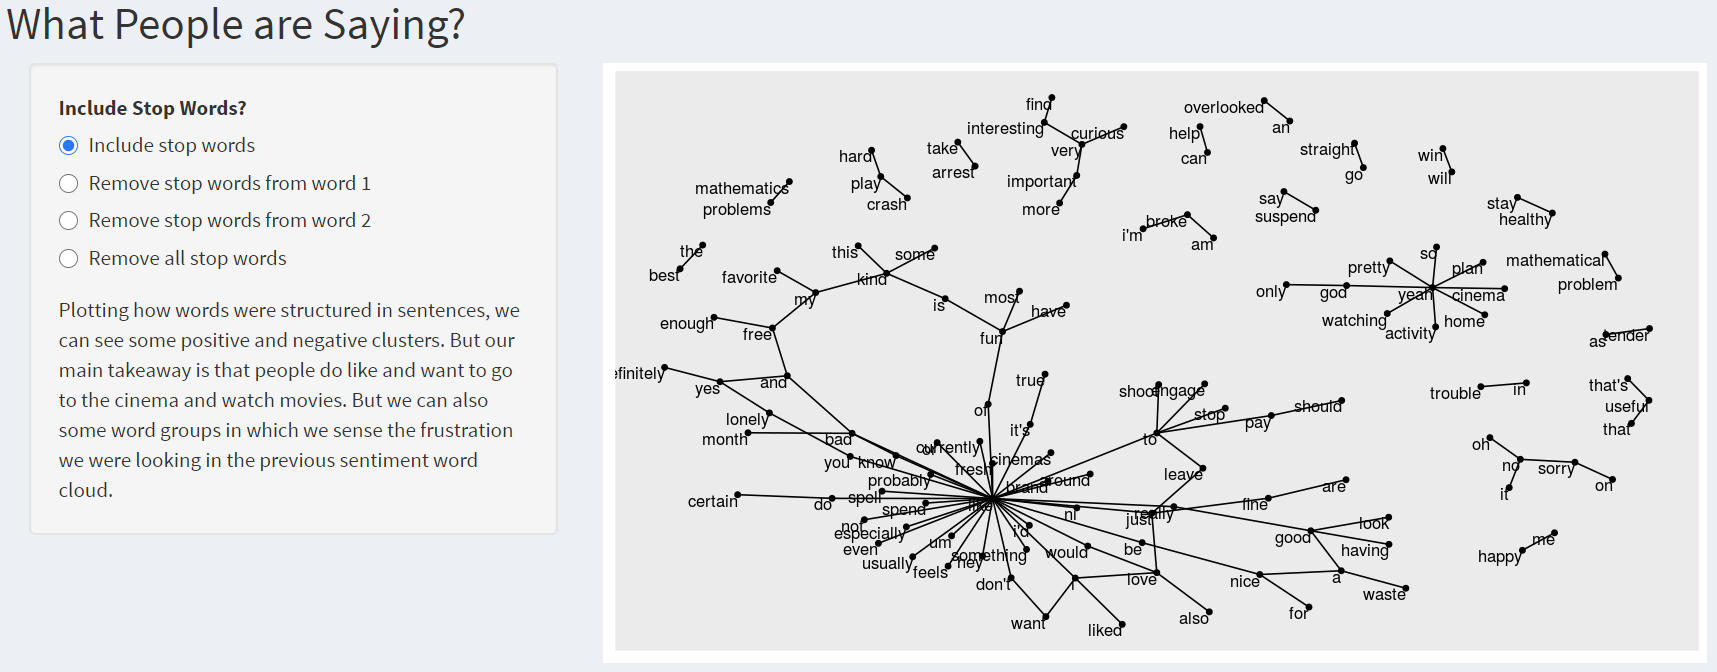 What People are Saying?
Include Stop Words?
Include stop words
Remove stop words from word 1
Remove stop words from word 2
Remove all stop words
Plotting how words were structured in sentences, we
can see some positive and negative clusters. But our
main takeaway is that people do like and want to go
to the cinema and watch movies. But we can also
some word groups in which we sense the frustration
we were looking in the previous sentiment word
cloud.
find
overlooked
interesting
curious
help
an
hard
take
very
can
straight
win
mathematics
play
arrest
important
go
will
problems
crash
more
say
suspend
stay
healthy
broke
i'm
am
the
best
this
some
favorite
kind
my
is
most
have
so
pretty
plan
mathematical
problem
only
god
yeah
cinema
enough
free
fun
watching
activity
home
as
tender
efinitely
yes
and
true
shoot
engage
trouble
in
that's
useful
that
lonely
month
bad
of
it's
stop
pay
should
to
oh
you
know
currently
fresh
cinemas
no
sorry
probably
brand
around
leave
it
on
certain
do
spell
spend
like
fine
are
not
especially
i'd
just
really
good
look
having
even
um
something
would
be
usually
feels
hey
don't
i
love
nice
a
waste
happy
me
want
liked
also
for